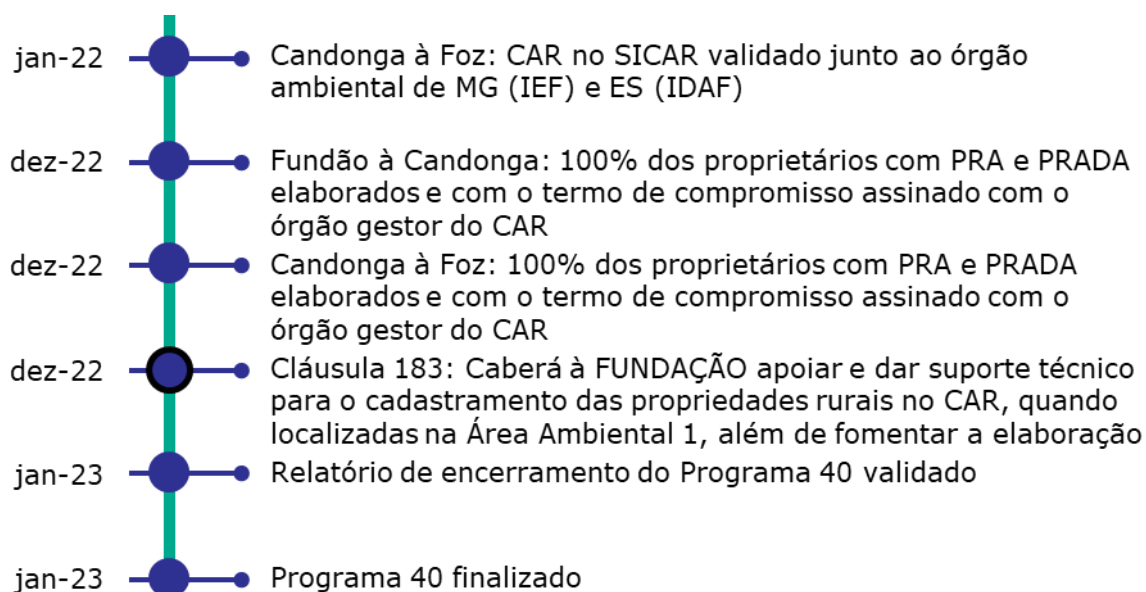 jan-22 Candonga à Foz: CAR no SICAR validado junto ao órgão
ambiental de MG (IEF) e ES (IDAF)
dez-22 Fundão à Candonga: 100% dos proprietários com PRA e PRADA
elaborados e com o termo de compromisso assinado com o
órgão gestor do CAR
dez-22 Candonga à Foz: 100% dos proprietários com PRA e PRADA
elaborados e com o termo de compromisso assinado com o
órgão gestor do CAR
dez-22 Cláusula 183: Caberá à FUNDAÇÃO apoiar e dar suporte técnico
para o cadastramento das propriedades rurais no CAR, quando
localizadas na Área Ambiental 1, além de fomentar a elaboração
jan-23 Relatório de encerramento do Programa 40 validado
jan-23 Programa 40 finalizado